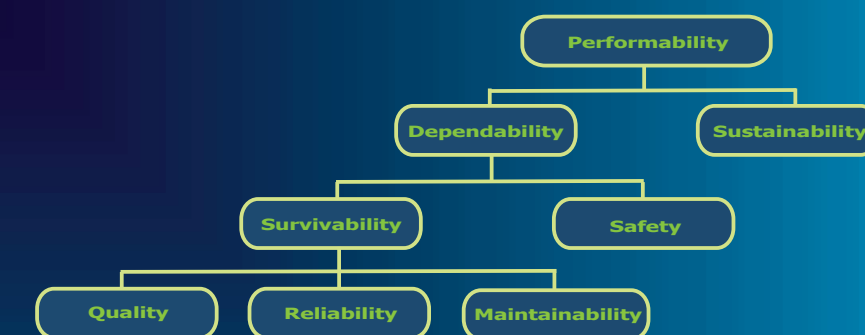 Performability
Dependability
Sustainability
Survivability
Safety
Quality
Reliability
Maintainability